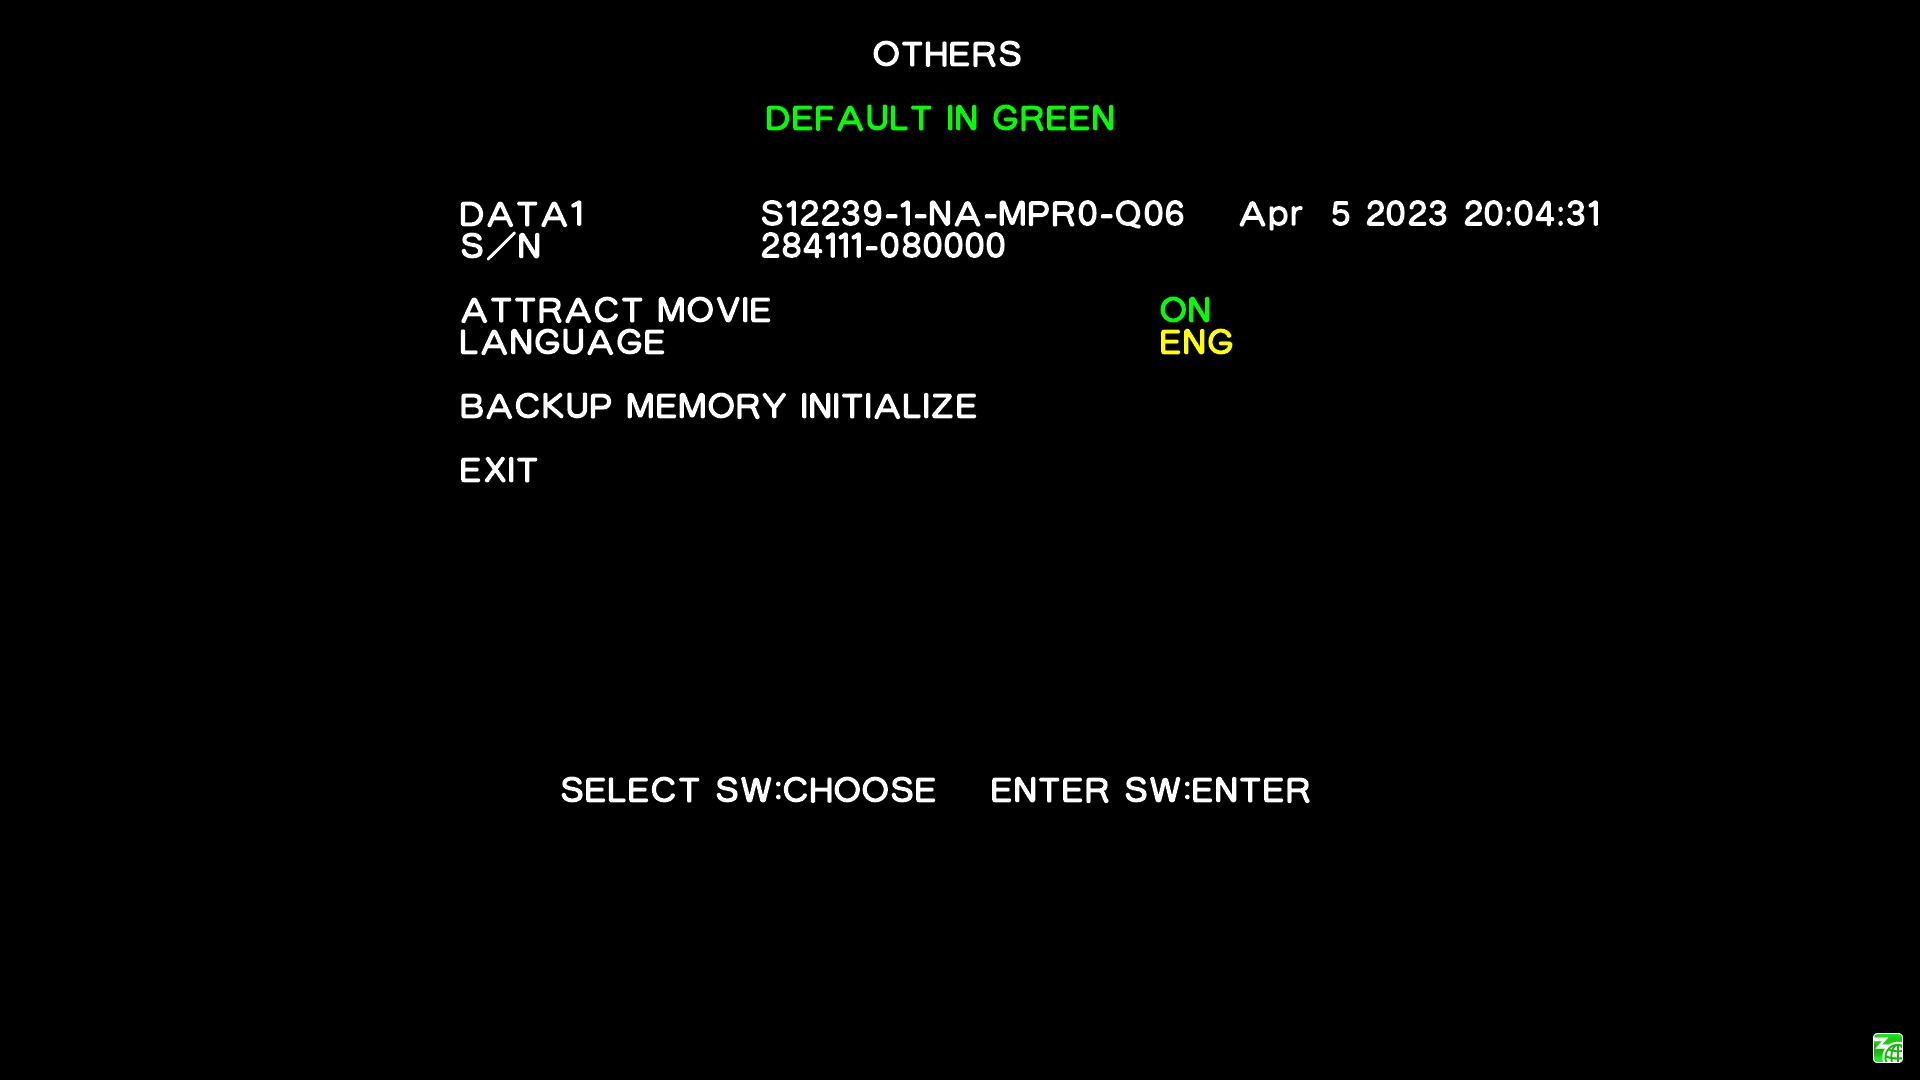 OTHERS
DEFAULT IN GREEN
DATA1 S12239-1-NA-MPR0-Q06 Apr 5 2023 20:04:31
S/N 284111-080000
ATTRACT MOVIE ON
LANGUAGE ENG
BACKUP MEMORY INITIALIZE
EXIT
SELECT SW:CHOOSE ENTER SW:ENTER